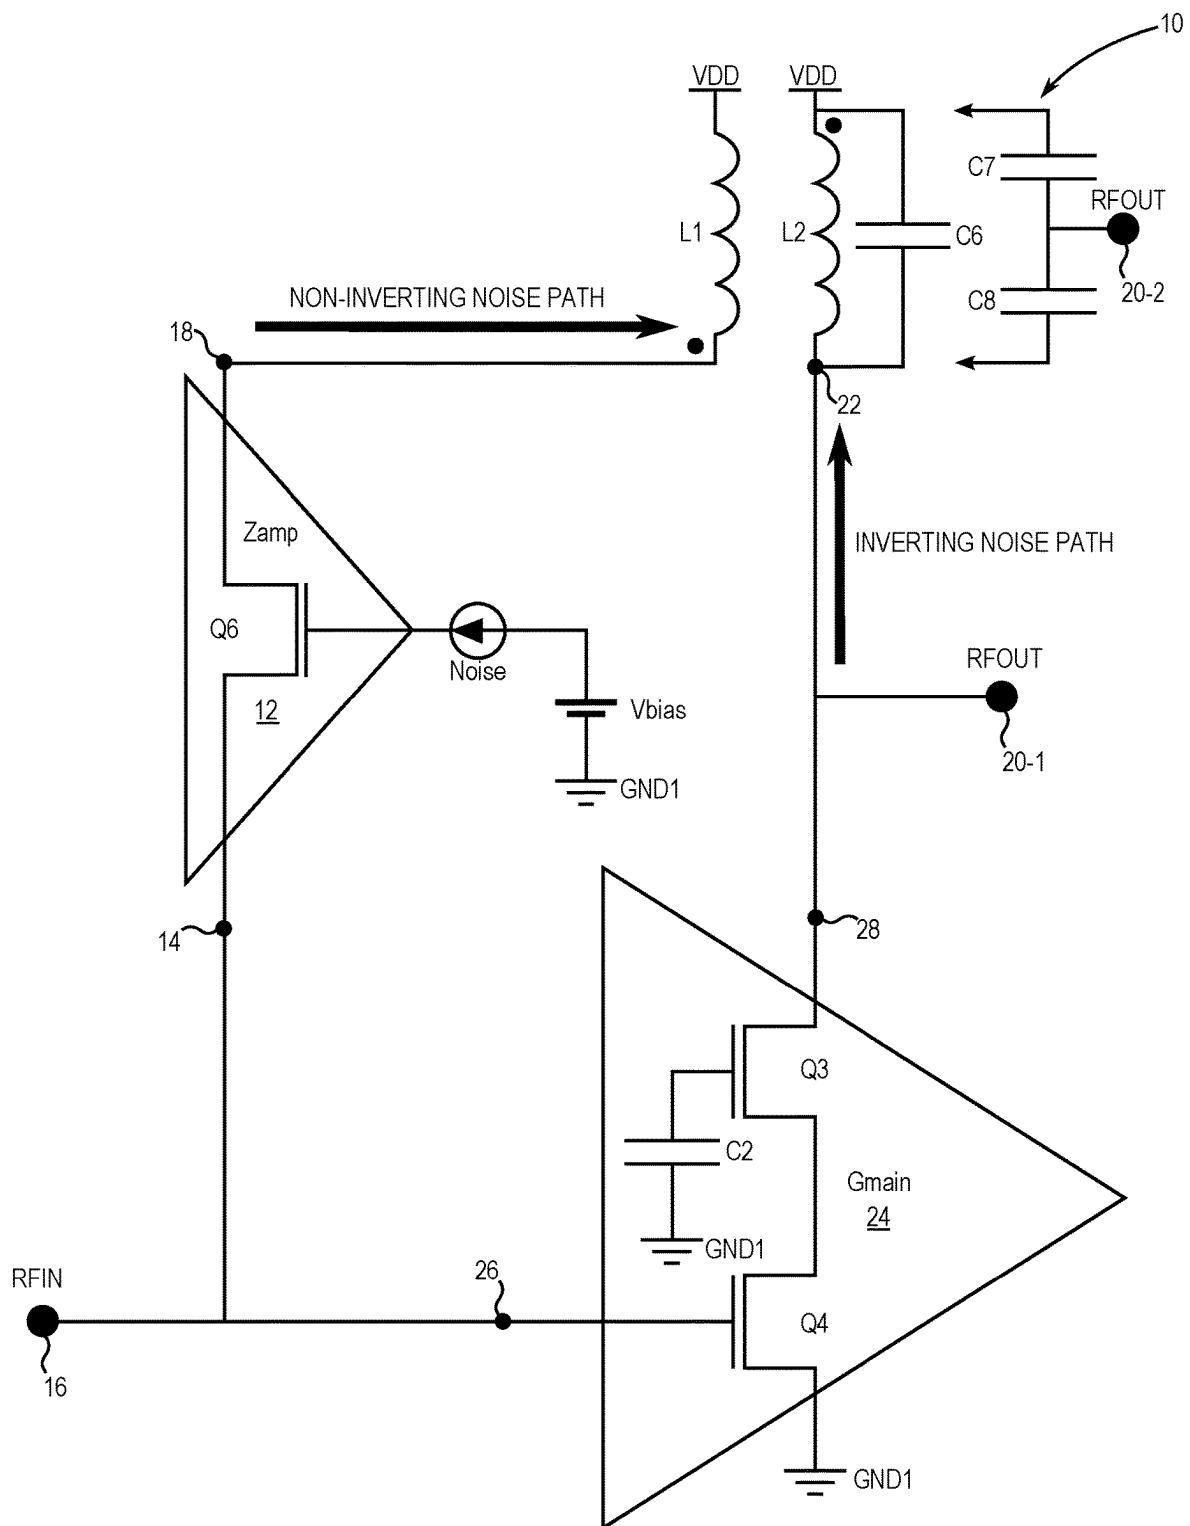 10
VDD
VDD
C7
RFOUT
L1
L2
C6
20-2
C8
NON-INVERTING NOISE PATH
18
22
Zamp
INVERTING NOISE PATH
Q6
Noise
RFOUT
12
Vbias
20-1
GND1
14
28
Q3
C2
Gmain
24
GND1
RFIN
26
Q4
16
GND1